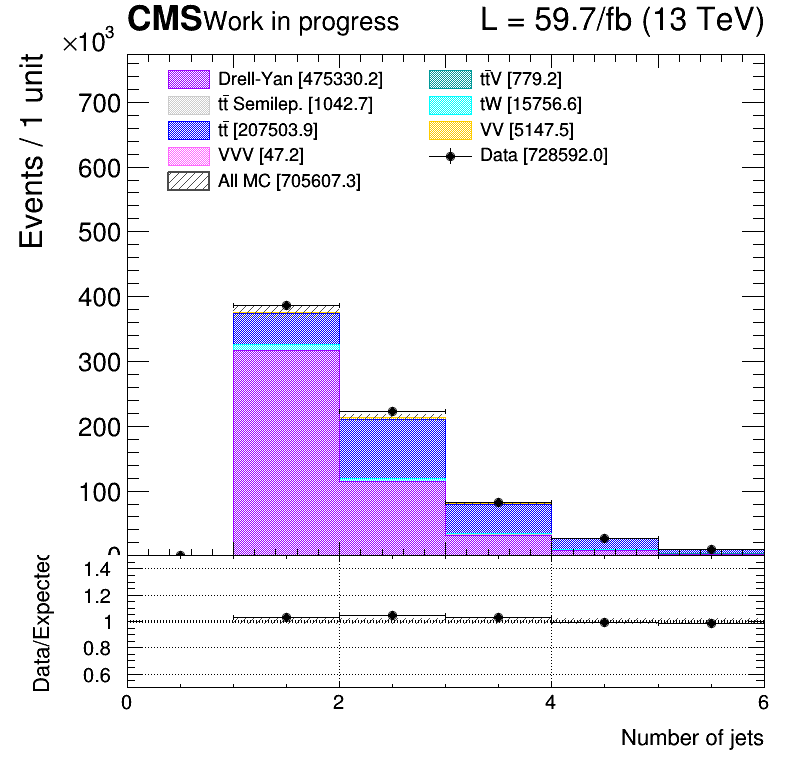 CMS Work in progress L = 59.7/fb (13 TeV)
×10³
Events / 1 unit
Drell-Yan [475330.2]
tt̄ Semilep. [1042.7]
tt̄ [207503.9]
VVV [47.2]
All MC [705607.3]
tt̄V [779.2]
tW [15756.6]
VV [5147.5]
Data [728592.0]
700
600
500
400
300
200
100
0
Data/Expected
1.4
1.2
1
0.8
0.6
0 2 4 6
Number of jets